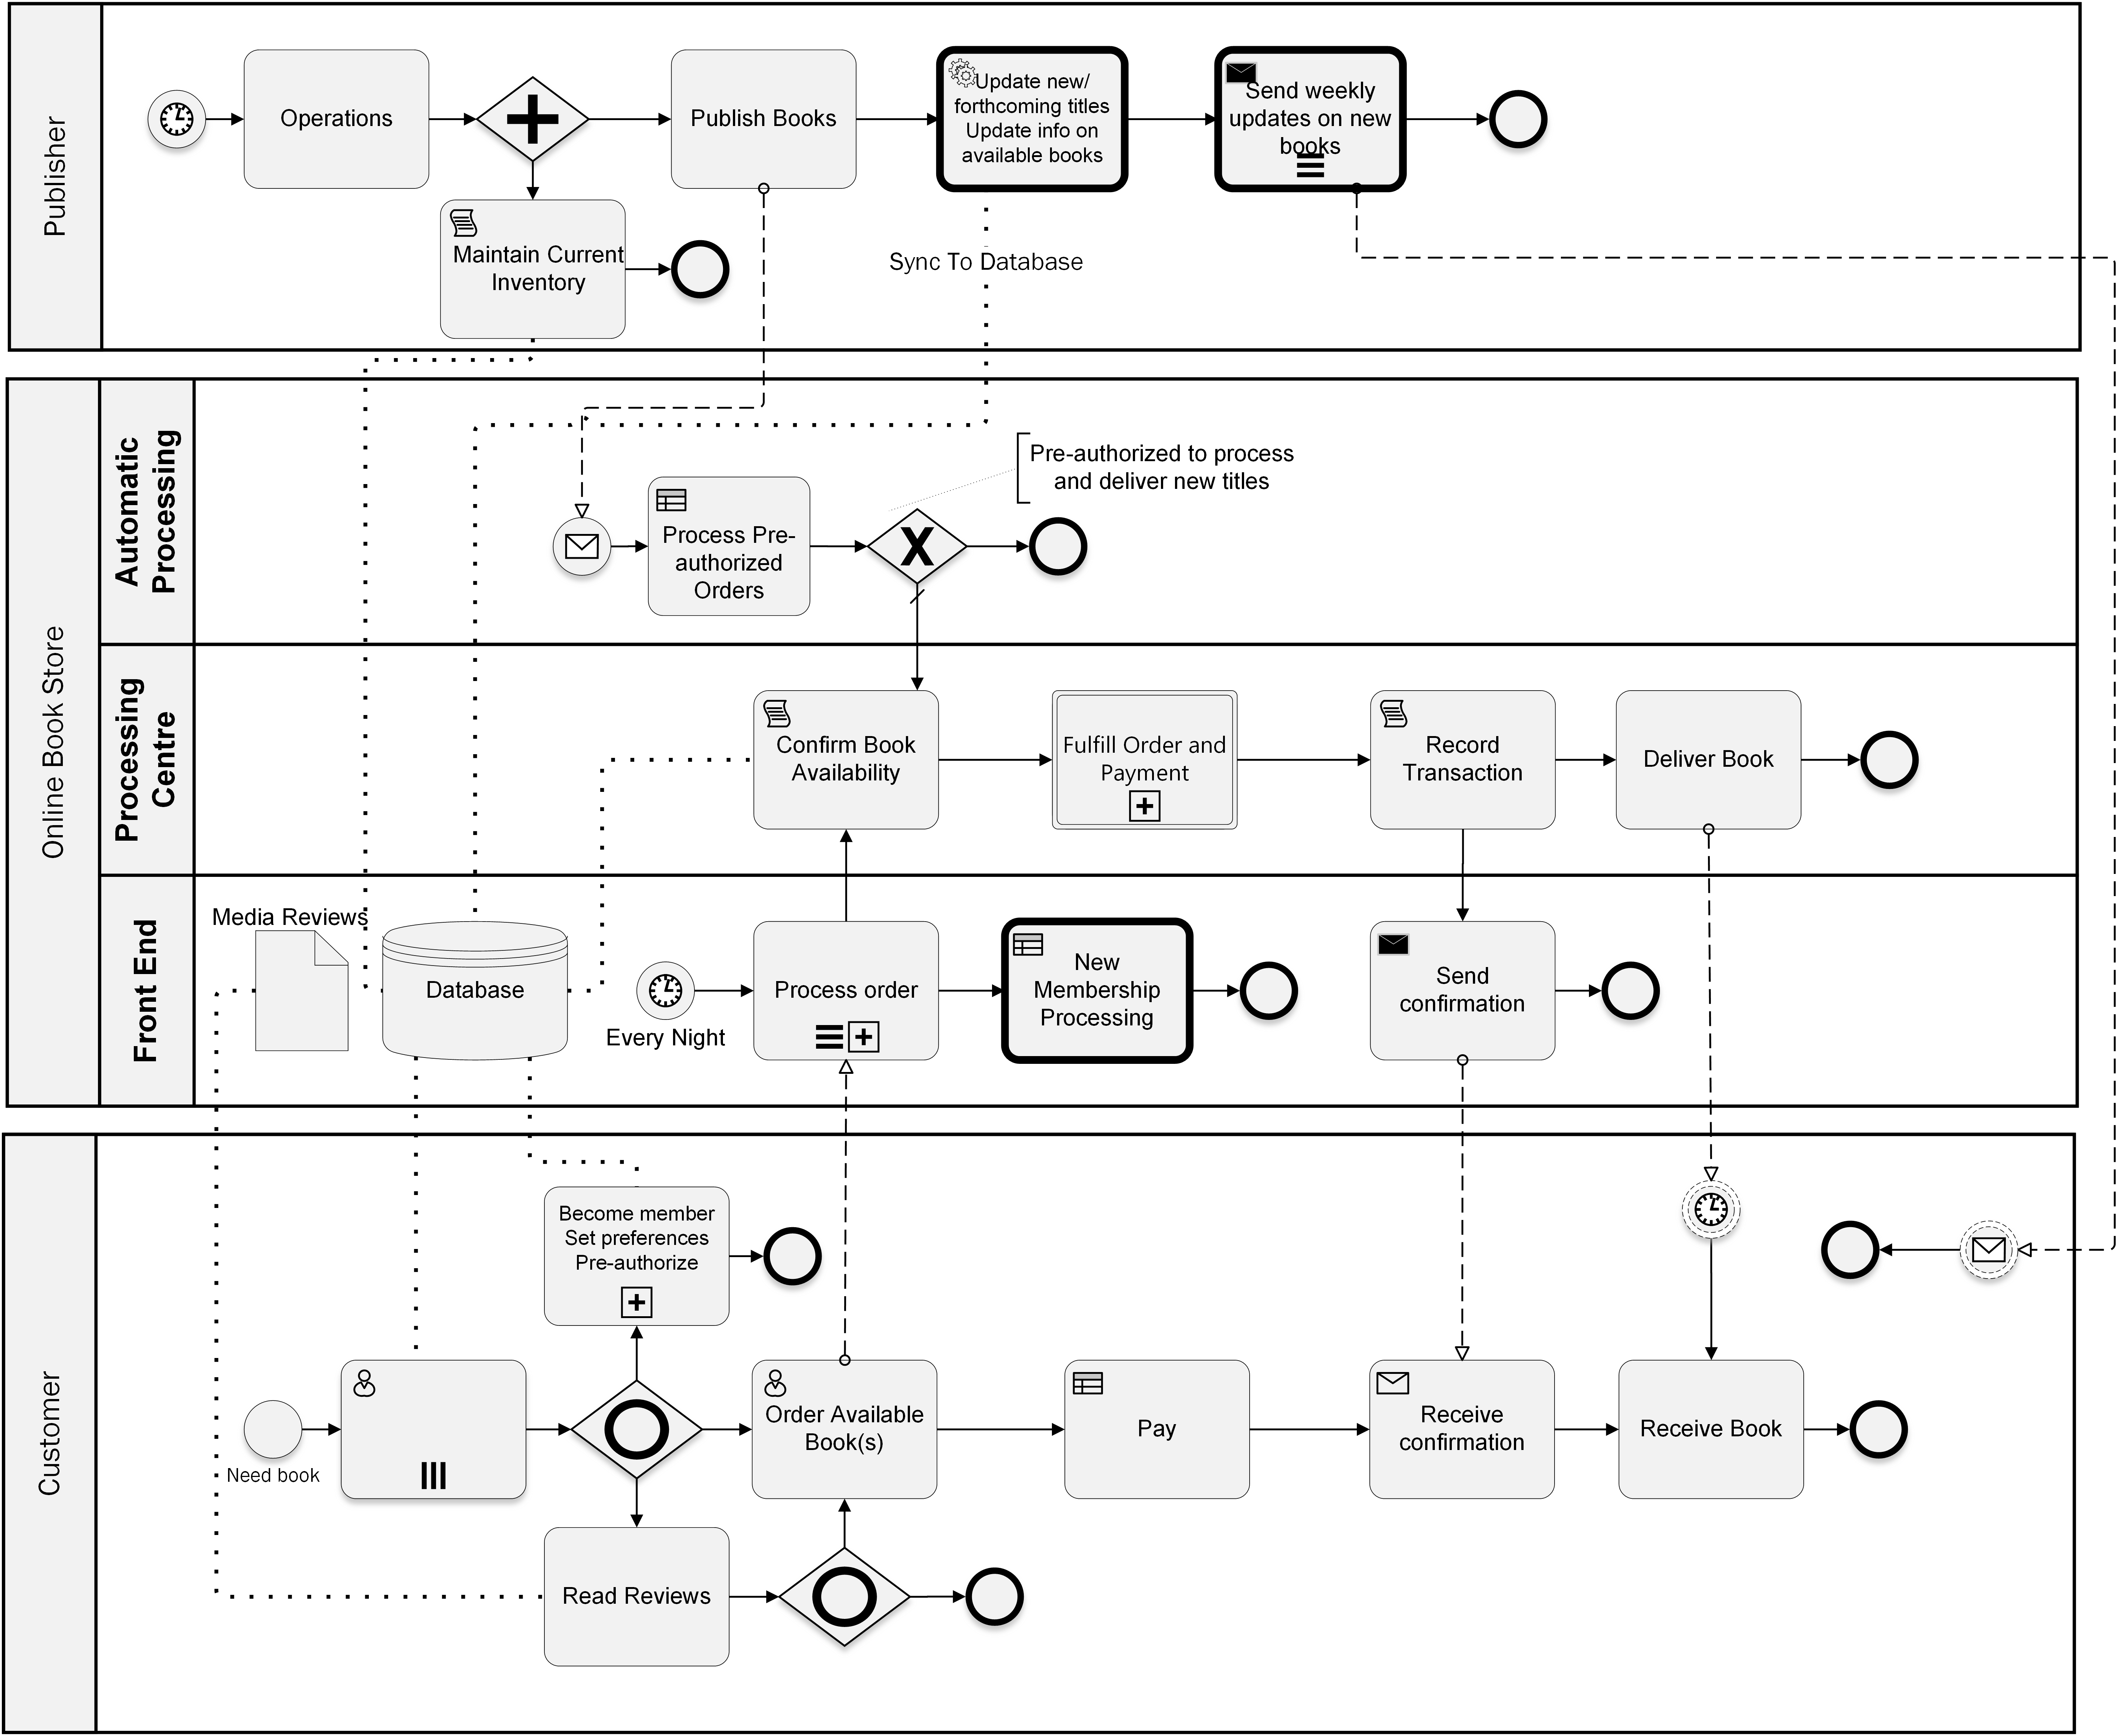 Publisher
Operations
Publish Books
Update new/
forthcoming titles
Update info on
available books
Send weekly
updates on new
books
Maintain Current
Inventory
Sync To Database
Online Book Store
Automatic
Processing
Pre-authorized to process
and deliver new titles
Process Pre-
authorized
Orders
Processing
Centre
Confirm Book
Availability
Fulfill Order and
Payment
Record
Transaction
Deliver Book
Front End
Media Reviews
Database
Every Night
Process order
New
Membership
Processing
Send
confirmation
Customer
Become member
Set preferences
Pre-authorize
Need book
Order Available
Book(s)
Pay
Receive
confirmation
Receive Book
Read Reviews